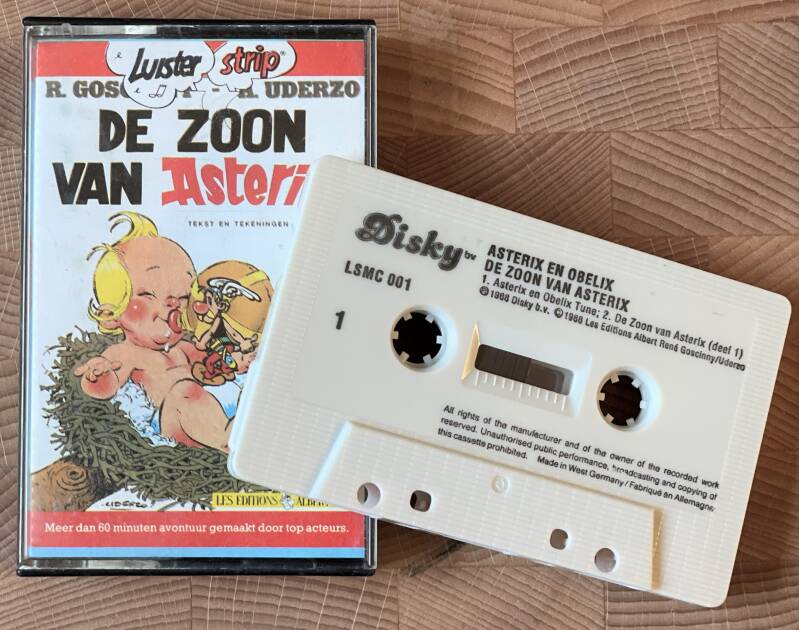 Luister strip®
R. GOSC - A. UDERZO
DE ZOON
VAN Asteri
TEKST EN TEKENINGEN
UDERZO
LES EDITIONS ALBERT
Meer dan 60 minuten avontuur gemaakt door top acteurs.
Disky bv
LSMC 001
1
ASTERIX EN OBELIX
DE ZOON VAN ASTERIX
1. Asterix en Obelix Tune; 2. De Zoon van Asterix (deel 1)
℗ 1988 Disky b.v. © 1988 Les Editions Albert René Goscinny/Uderzo
All rights of the manufacturer and of the owner of the recorded work
reserved. Unauthorised public performance, broadcasting and copying of
this cassette prohibited. Made in West Germany / Fabriqué en Allemagne